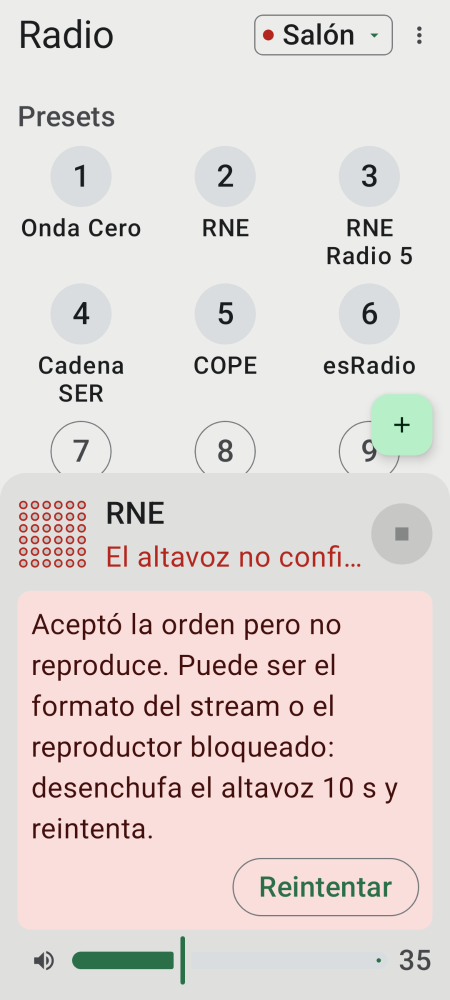 Radio
Salón
Presets
1
2
3
Onda Cero
RNE
RNE
Radio 5
4
5
6
Cadena
SER
COPE
esRadio
+
7
8
9
RNE
El altavoz no confi...
Aceptó la orden pero no
reproduce. Puede ser el
formato del stream o el
reproductor bloqueado:
desenchufa el altavoz 10 s y
reintenta.
Reintentar
35